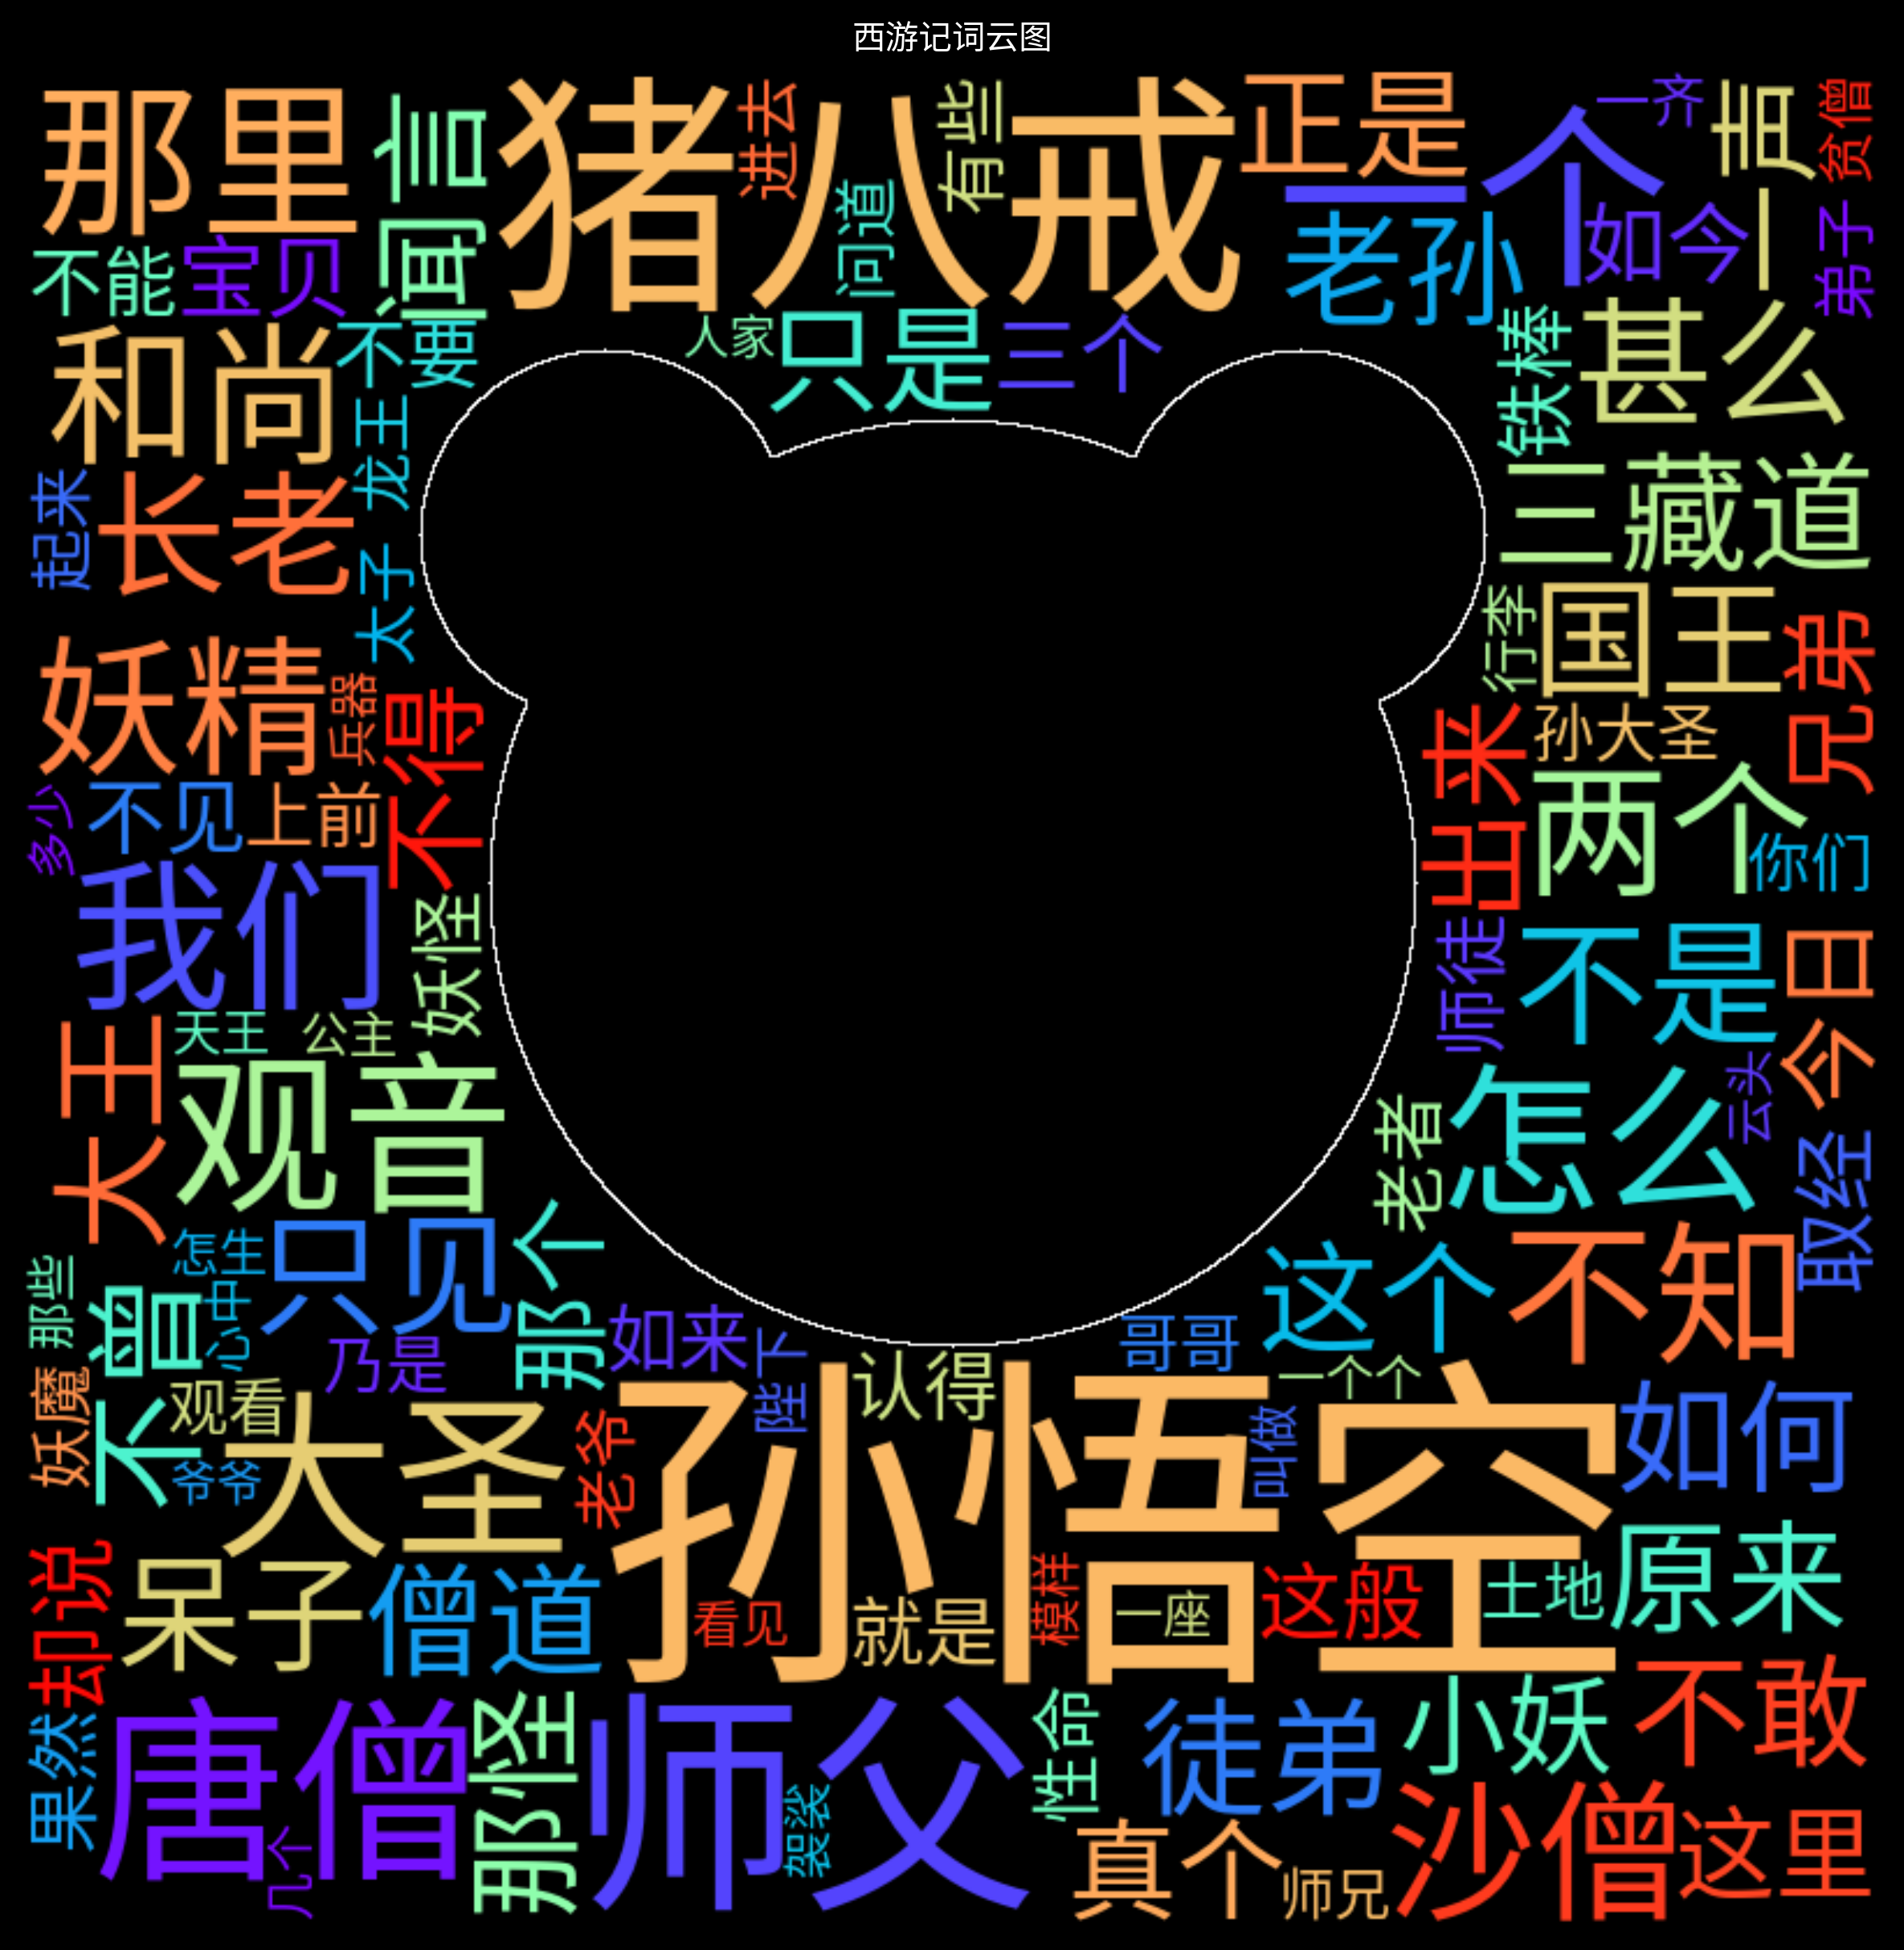 西游记词云图
那里
闻言
猪八戒
进去
问道
有些
正是
一个
一齐
一声
贫僧
不能
宝贝
老孙
如今
弟子
和尚
不要
人家
只是
三个
铁棒
甚么
龙王
起来
长老
三藏道
太子
行李
国王
兄弟
妖精
兵器
不得
出来
孙大圣
多少
不见
上前
两个
你们
我们
妖怪
师徒
不是
今日
大王
天王
公主
观音
老者
怎么
云头
取经
怎生
只见
那个
那些
不曾
心中
乃是
如来
陛下
哥哥
这个
不知
妖魔
观看
爷爷
大圣
老爷
孙悟空
认得
叫做
一个个
如何
却说
呆子
僧道
看见
就是
模样
一座
这般
土地
原来
果然
唐僧
几个
那怪
师父
袈裟
性命
徒弟
小妖
不敢
真个
师兄
沙僧
这里